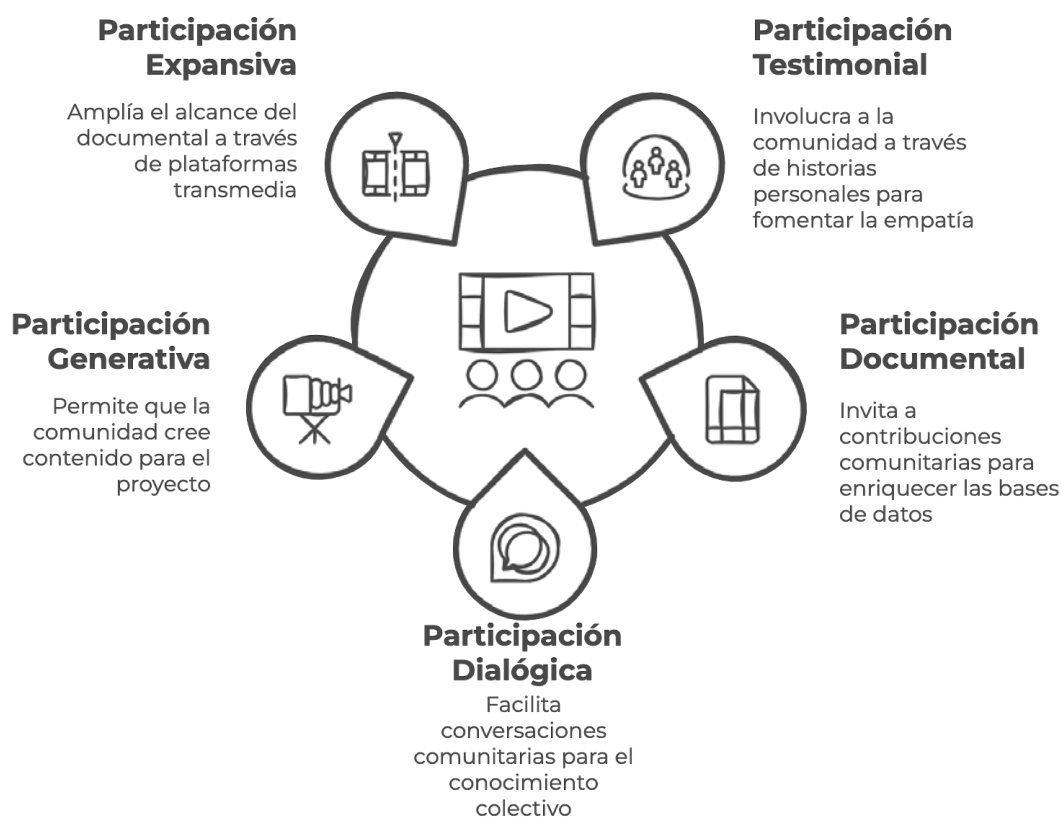 Participación
Expansiva
Amplía el alcance del
documental a través
de plataformas
transmedia
Participación
Testimonial
Involucra a la
comunidad a través
de historias
personales para
fomentar la empatía
Participación
Generativa
Permite que la
comunidad cree
contenido para el
proyecto
Participación
Documental
Invita a
contribuciones
comunitarias para
enriquecer las bases
de datos
Participación
Dialógica
Facilita
conversaciones
comunitarias para el
conocimiento
colectivo